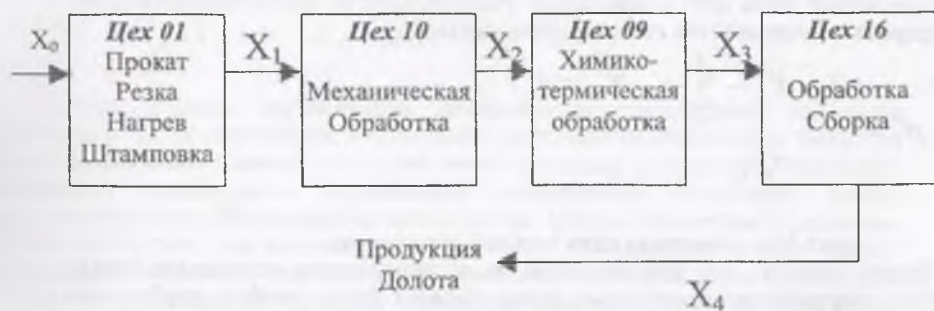 X₀
Цех 01
Прокат
Резка
Нагрев
Штамповка
X₁
Цех 10
Механическая
Обработка
X₂
Цех 09
Химико-
термическая
обработка
X₃
Цех 16
Обработка
Сборка
X₄
Продукция
Долота